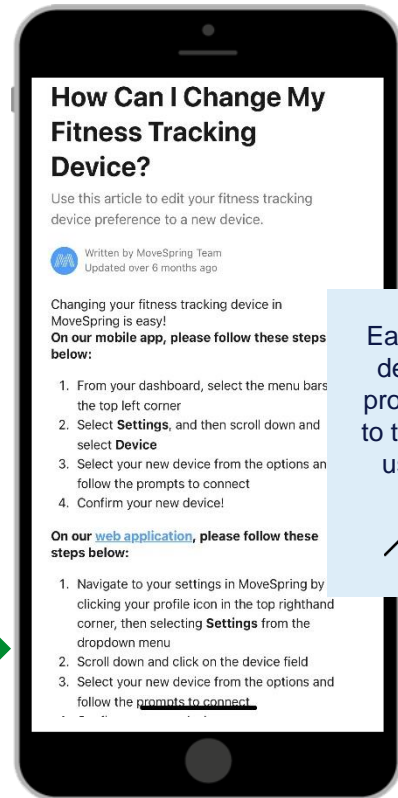 How Can I Change My
Fitness Tracking
Device?
Use this article to edit your fitness tracking
device preference to a new device.
Written by MoveSpring Team
Updated over 6 months ago
Changing your fitness tracking device in
MoveSpring is easy!
On our mobile app, please follow these steps
below:
1. From your dashboard, select the menu bars
the top left corner
2. Select Settings, and then scroll down and
select Device
3. Select your new device from the options an
follow the prompts to connect
4. Confirm your new device!
On our web application, please follow these
steps below:
1. Navigate to your settings in MoveSpring by
clicking your profile icon in the top righthand
corner, then selecting Settings from the
dropdown menu
2. Scroll down and click on the device field
3. Select your new device from the options and
follow the prompts to connect
Ea
de
pro
to t
u